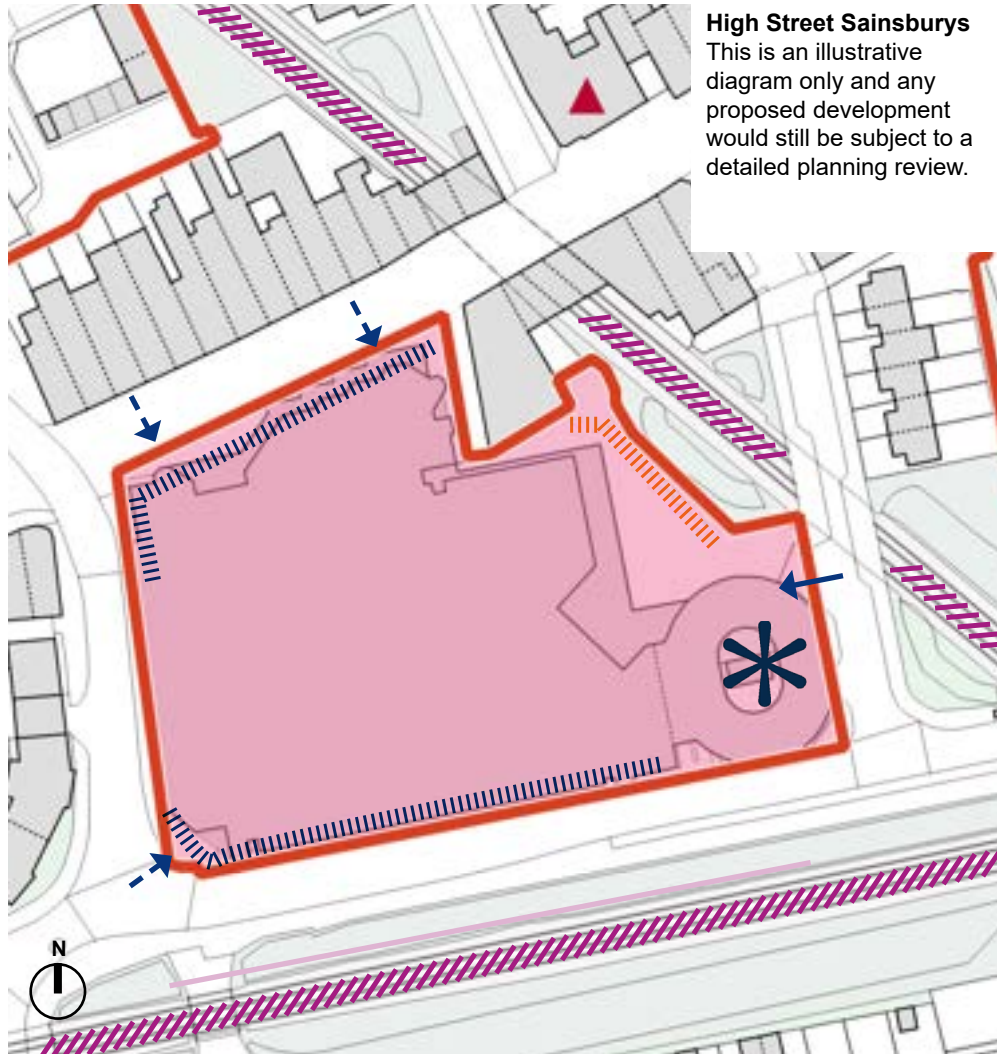 High Street Sainsburys
This is an illustrative
diagram only and any
proposed development
would still be subject to a
detailed planning review.
N